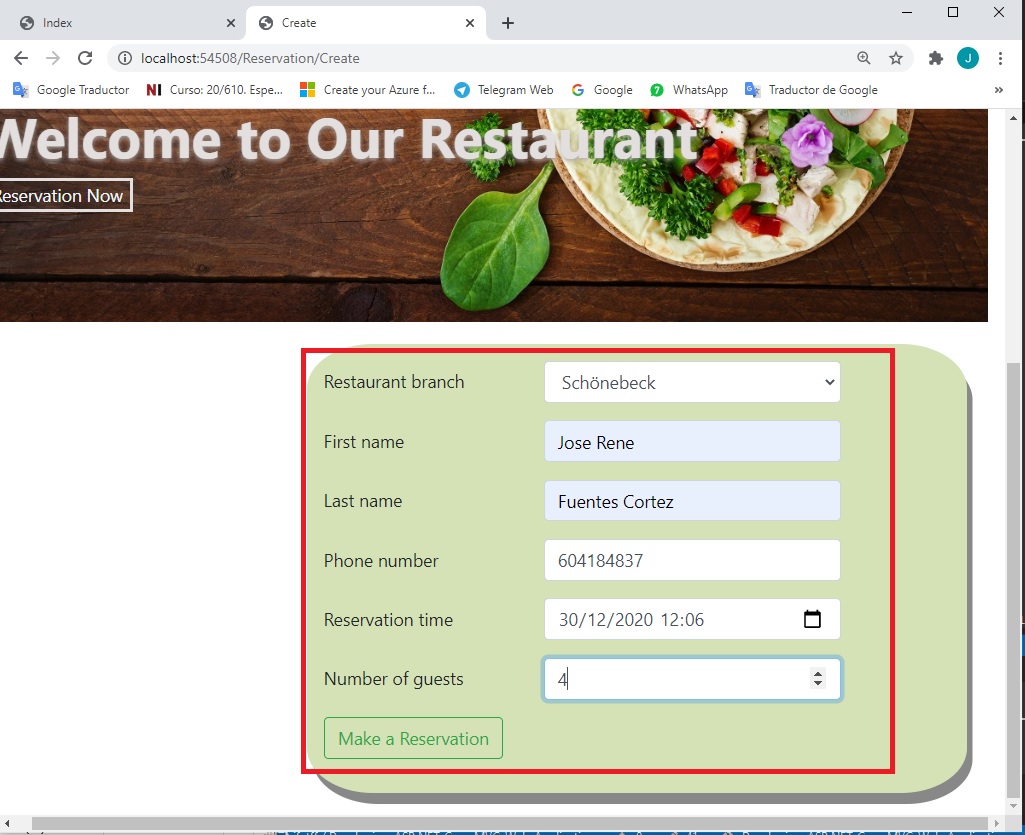 Index
Create
localhost:54508/Reservation/Create
J
Google Traductor
NI Curso: 20/610. Espe...
Create your Azure f...
Telegram Web
Google
WhatsApp
Traductor de Google
»
Welcome to Our Restaurant
Reservation Now
Restaurant branch Schönebeck
First name Jose Rene
Last name Fuentes Cortez
Phone number 604184837
Reservation time 30/12/2020 12:06
Number of guests 4
Make a Reservation